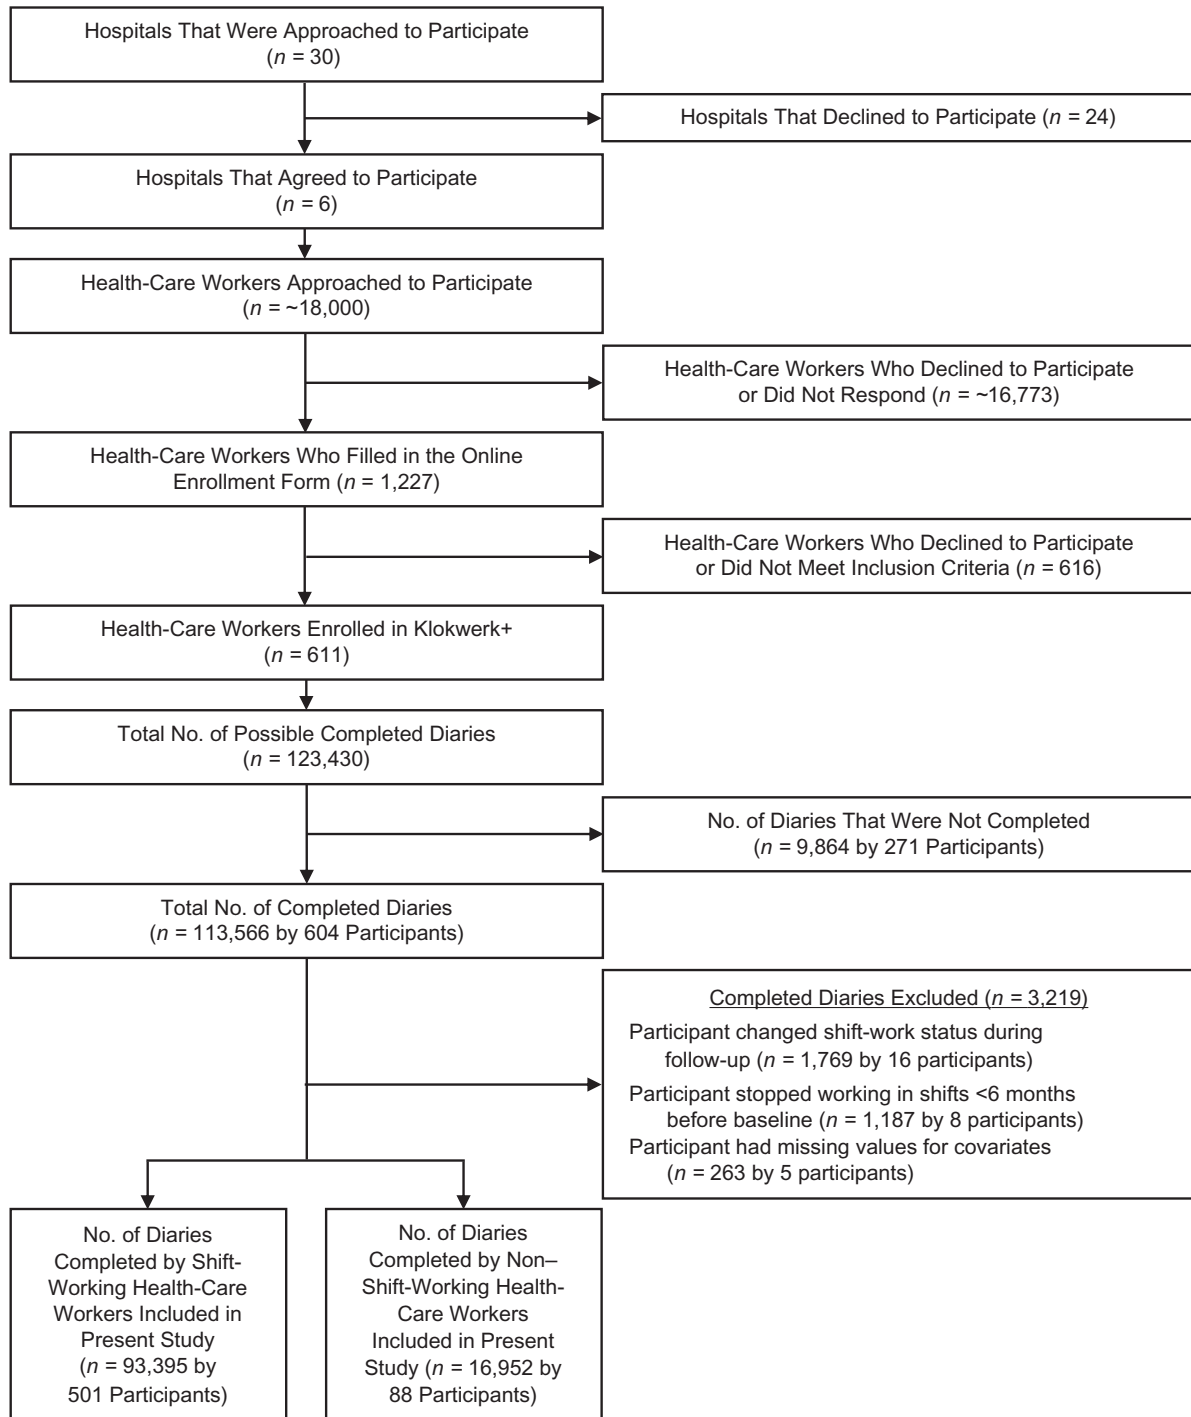 Hospitals That Were Approached to Participate
(n = 30)
Hospitals That Declined to Participate (n = 24)
Hospitals That Agreed to Participate
(n = 6)
Health-Care Workers Approached to Participate
(n = ~18,000)
Health-Care Workers Who Declined to Participate
or Did Not Respond (n = ~16,773)
Health-Care Workers Who Filled in the Online
Enrollment Form (n = 1,227)
Health-Care Workers Who Declined to Participate
or Did Not Meet Inclusion Criteria (n = 616)
Health-Care Workers Enrolled in Klokwerk+
(n = 611)
Total No. of Possible Completed Diaries
(n = 123,430)
No. of Diaries That Were Not Completed
(n = 9,864 by 271 Participants)
Total No. of Completed Diaries
(n = 113,566 by 604 Participants)
Completed Diaries Excluded (n = 3,219)
Participant changed shift-work status during
follow-up (n = 1,769 by 16 participants)
Participant stopped working in shifts <6 months
before baseline (n = 1,187 by 8 participants)
Participant had missing values for covariates
(n = 263 by 5 participants)
No. of Diaries
Completed by Shift-
Working Health-Care
Workers Included in
Present Study
(n = 93,395 by
501 Participants)
No. of Diaries
Completed by Non–
Shift-Working Health-
Care Workers
Included in Present
Study (n = 16,952 by
88 Participants)